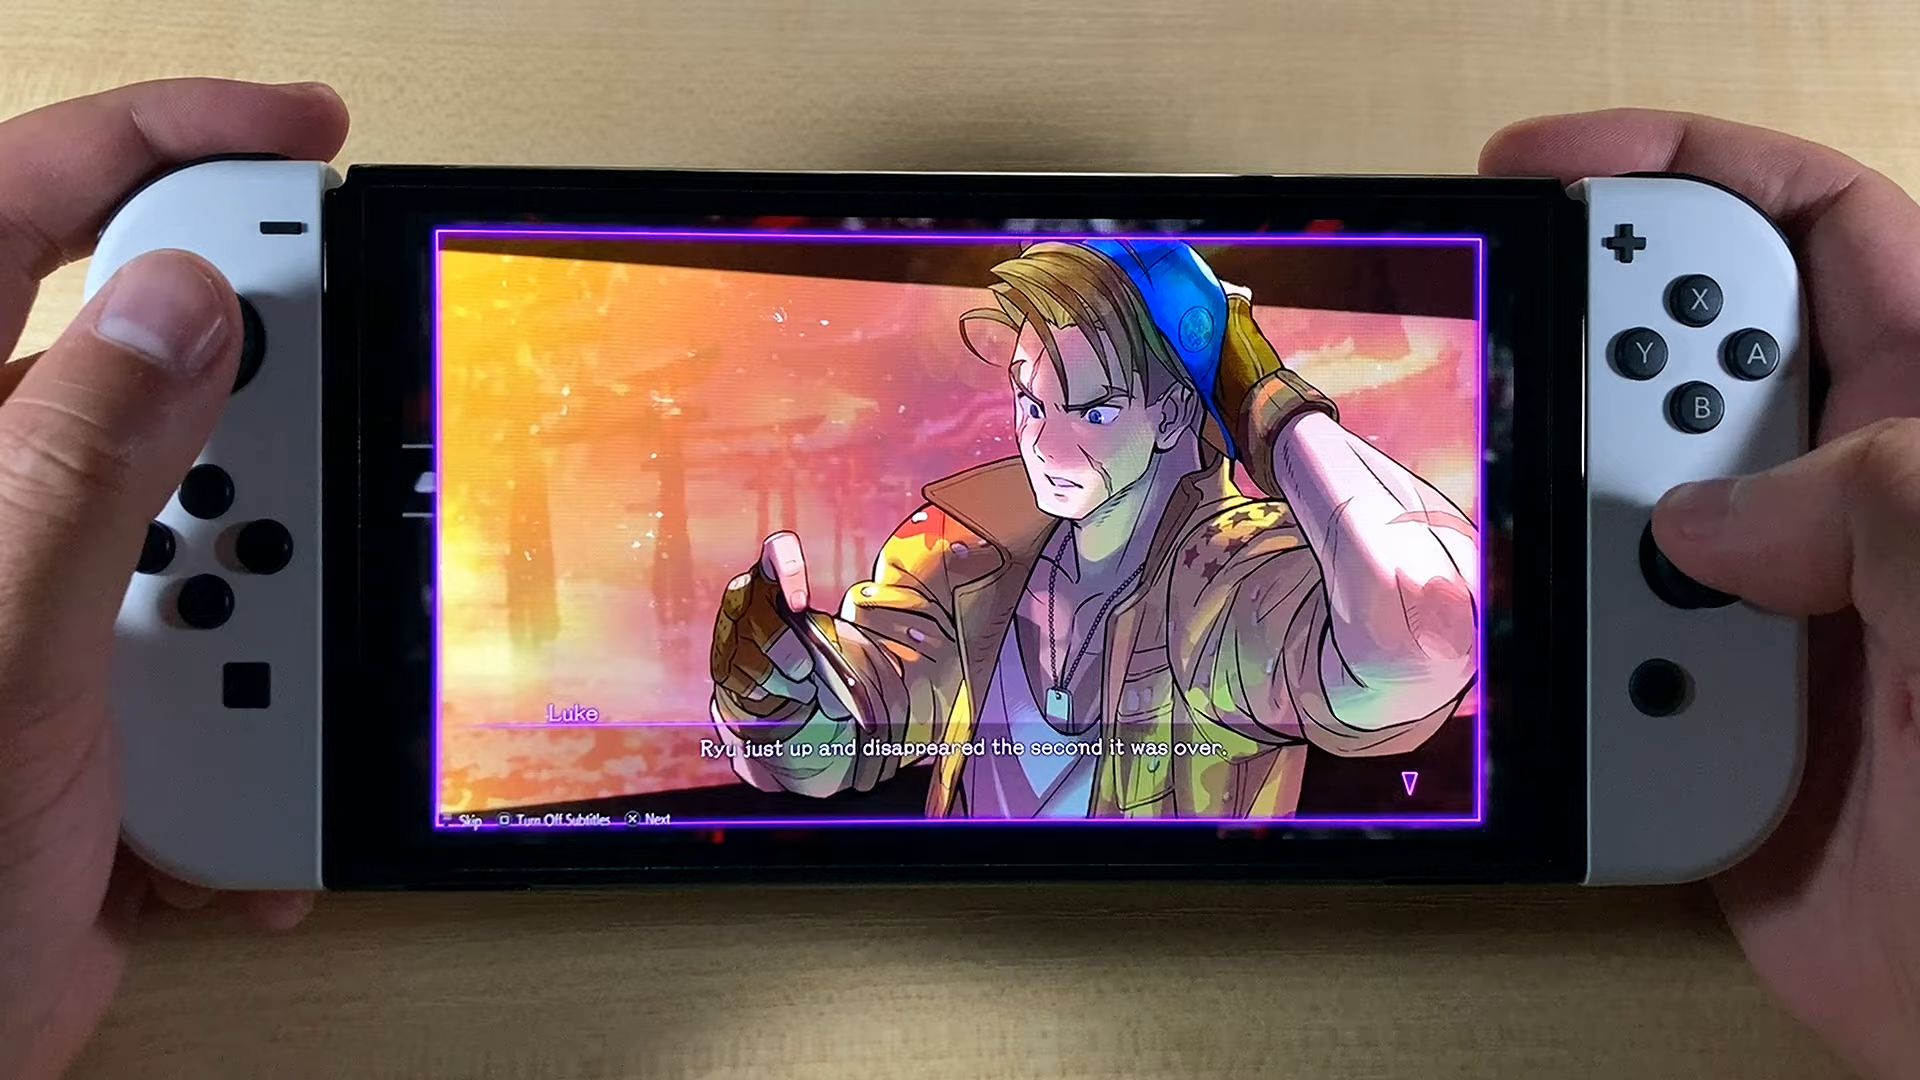 X
Y
A
B
Luke
Ryu just up and disappeared the second it was over.
Skip Turn Off Subtitles Next